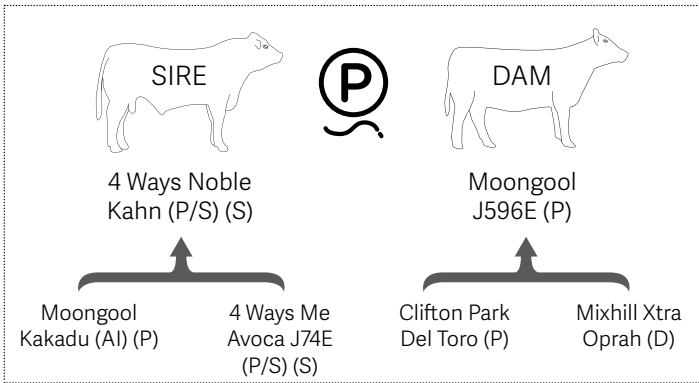 SIRE
P
DAM
4 Ways Noble
Kahn (P/S) (S)
Moongool
J596E (P)
Moongool
Kakadu (AI) (P)
4 Ways Me
Avoca J74E
(P/S) (S)
Clifton Park
Del Toro (P)
Mixhill Xtra
Oprah (D)